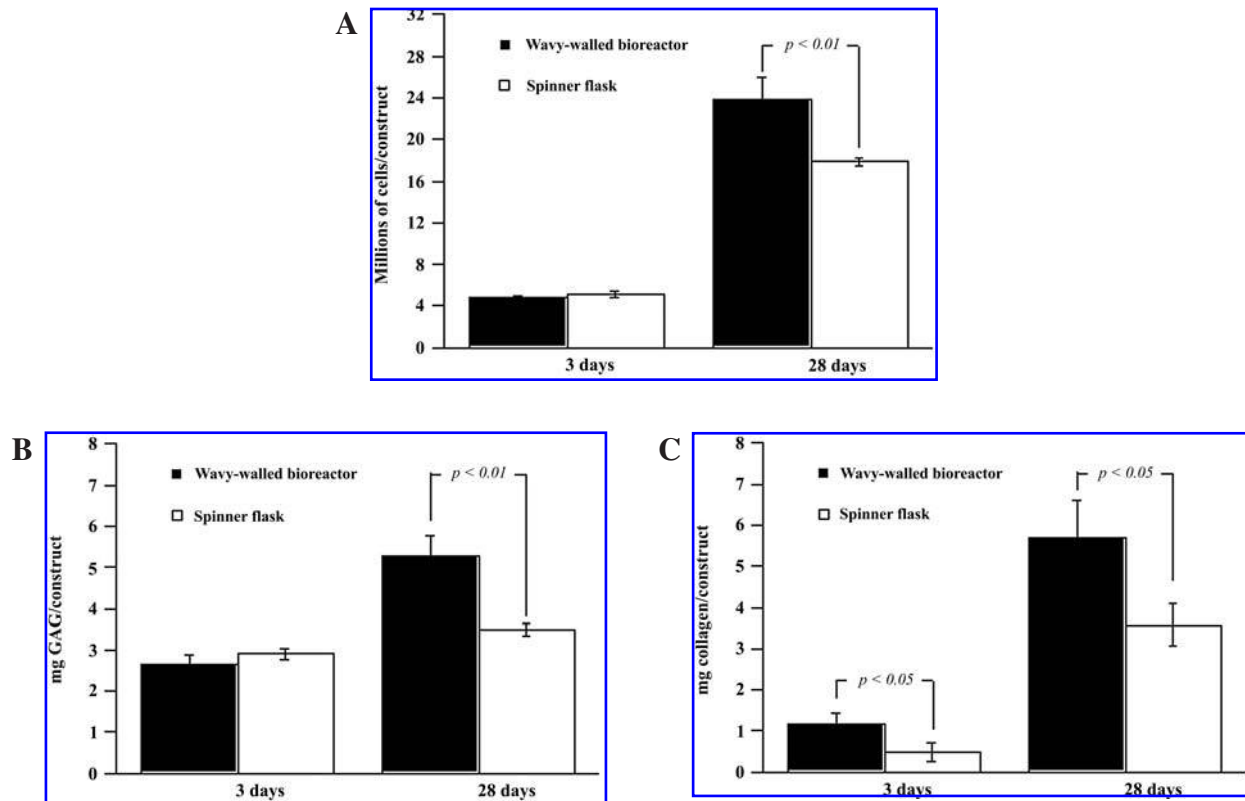 A
Millions of cells/construct
32
28
24
20
16
12
8
4
0
Wavy-walled bioreactor
Spinner flask
p < 0.01
3 days
28 days
B
mg GAG/construct
8
7
6
5
4
3
2
1
0
Wavy-walled bioreactor
Spinner flask
p < 0.01
3 days
28 days
C
mg collagen/construct
8
7
6
5
4
3
2
1
0
Wavy-walled bioreactor
Spinner flask
p < 0.05
p < 0.05
3 days
28 days